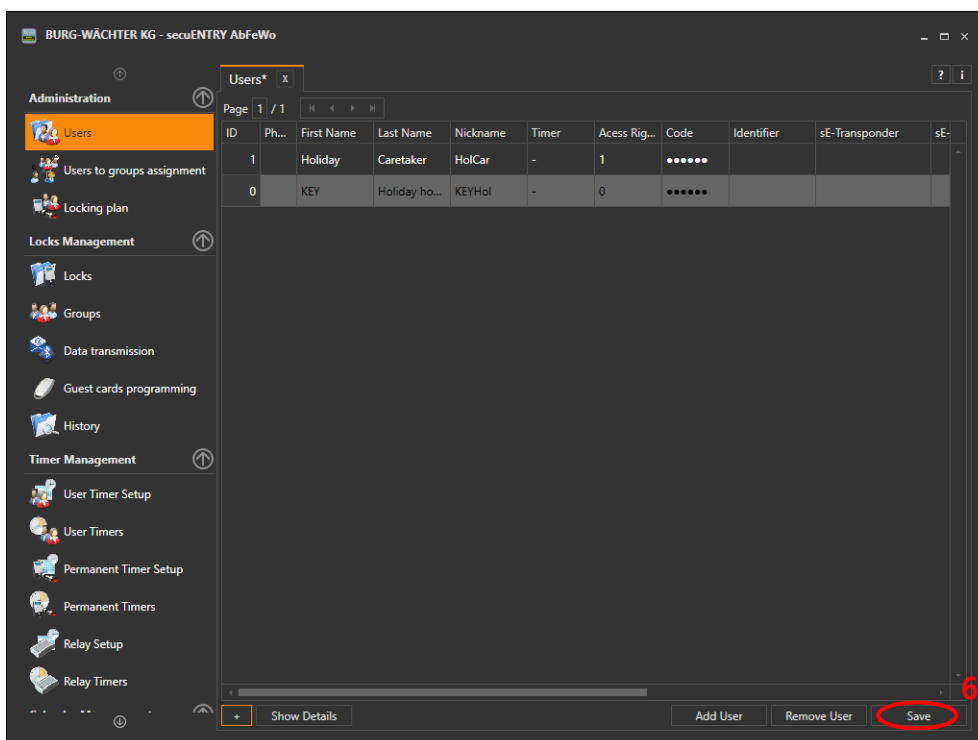 BURG-WÄCHTER KG - secuENTRY AbFeWo
Users* X ? i
Administration
Page 1 / 1
Users
Users to groups assignment
Locking plan
Locks Management
Locks
Groups
Data transmission
Guest cards programming
History
Timer Management
User Timer Setup
User Timers
Permanent Timer Setup
Permanent Timers
Relay Setup
Relay Timers
ID Ph... First Name Last Name Nickname Timer Acess Rig... Code Identifier sE-Transponder sE-
1 Holiday Caretaker HolCar - 1 ●●●●●●
0 KEY Holiday ho... KEYHol - 0 ●●●●●●
6
+ Show Details Add User Remove User Save